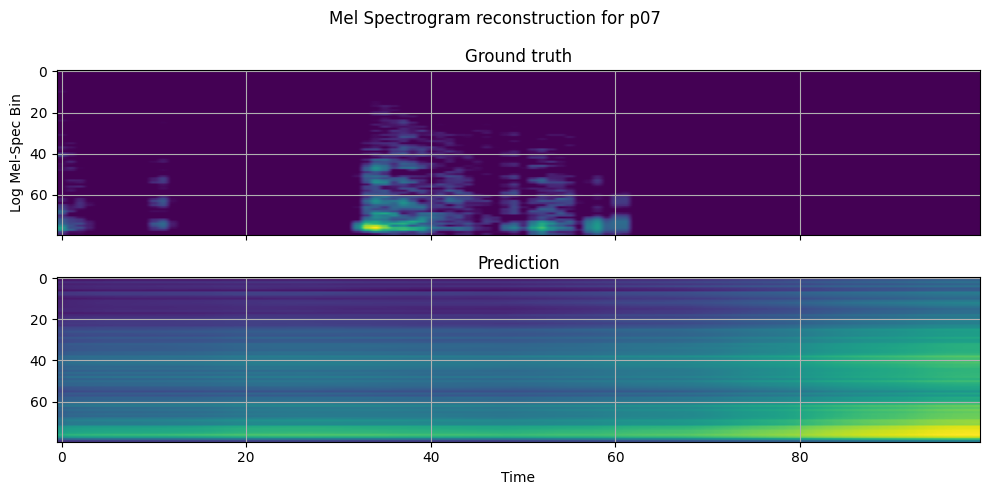 Mel Spectrogram reconstruction for p07
Ground truth
Log Mel-Spec Bin
0
20
40
60
Prediction
0
20
40
60
0 20 40 60 80
Time